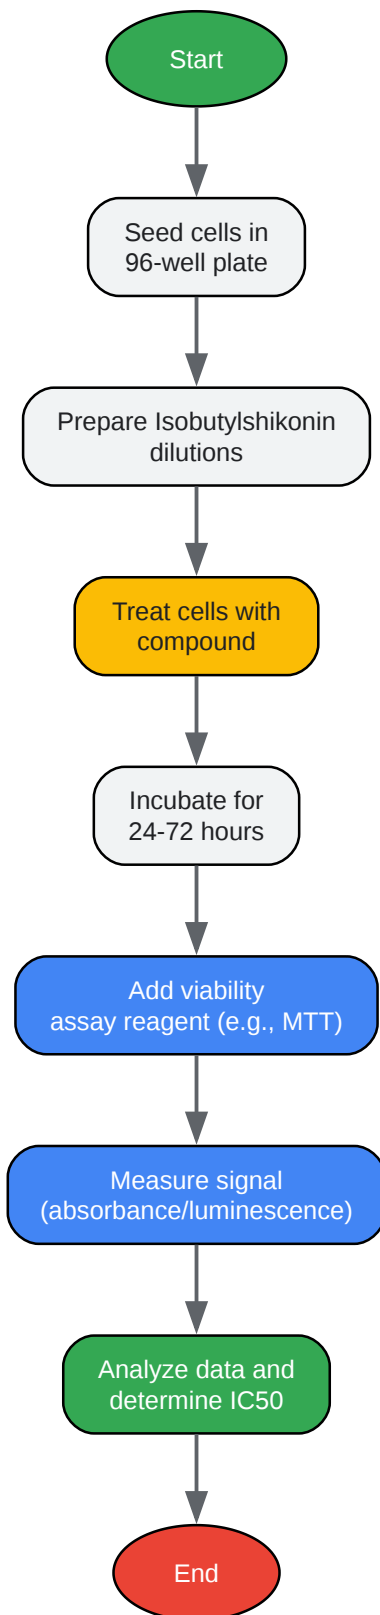 Start
Seed cells in
96-well plate
Prepare Isobutylshikonin
dilutions
Treat cells with
compound
Incubate for
24-72 hours
Add viability
assay reagent (e.g., MTT)
Measure signal
(absorbance/luminescence)
Analyze data and
determine IC50
End